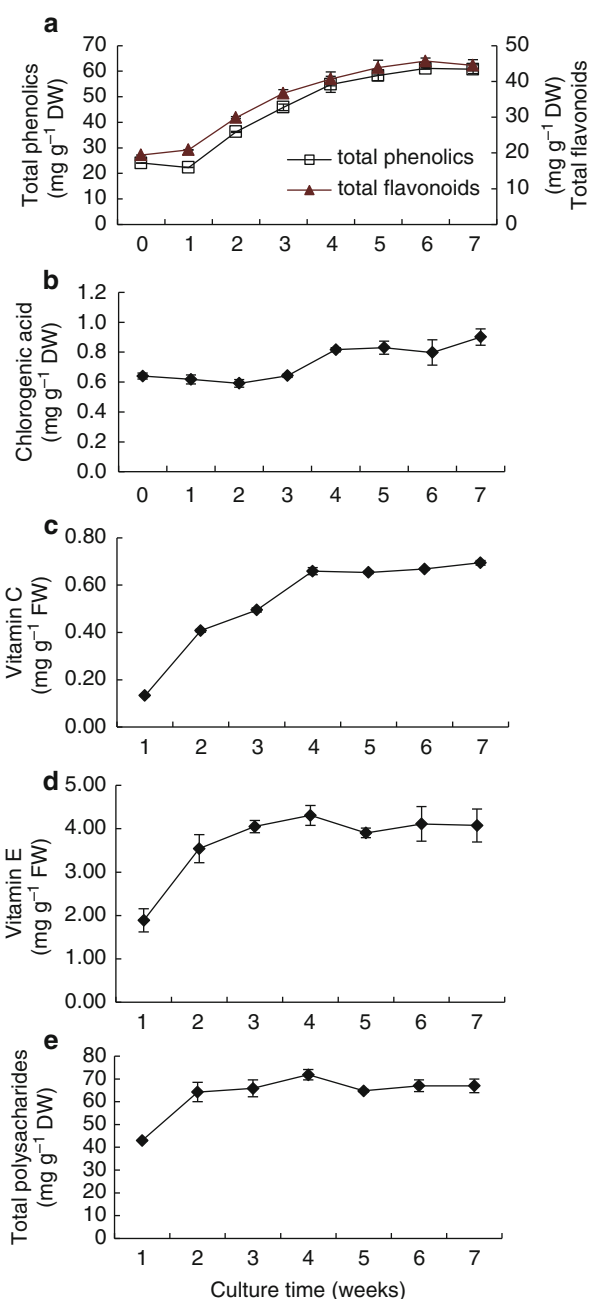 a
70
60
50
40
30
20
10
0
Total phenolics
(mg g⁻¹ DW)
50
40
30
20
10
0
(mg g⁻¹ DW)
Total flavonoids
total phenolics
total flavonoids
0 1 2 3 4 5 6 7
b
1.2
1.0
0.8
0.6
0.4
0.2
0.0
Chlorogenic acid
(mg g⁻¹ DW)
0 1 2 3 4 5 6 7
c
0.80
0.60
0.40
0.20
0.00
Vitamin C
(mg g⁻¹ FW)
1 2 3 4 5 6 7
d
5.00
4.00
3.00
2.00
1.00
0.00
Vitamin E
(mg g⁻¹ FW)
1 2 3 4 5 6 7
e
80
70
60
50
40
30
20
10
0
Total polysacharides
(mg g⁻¹ DW)
1 2 3 4 5 6 7
Culture time (weeks)